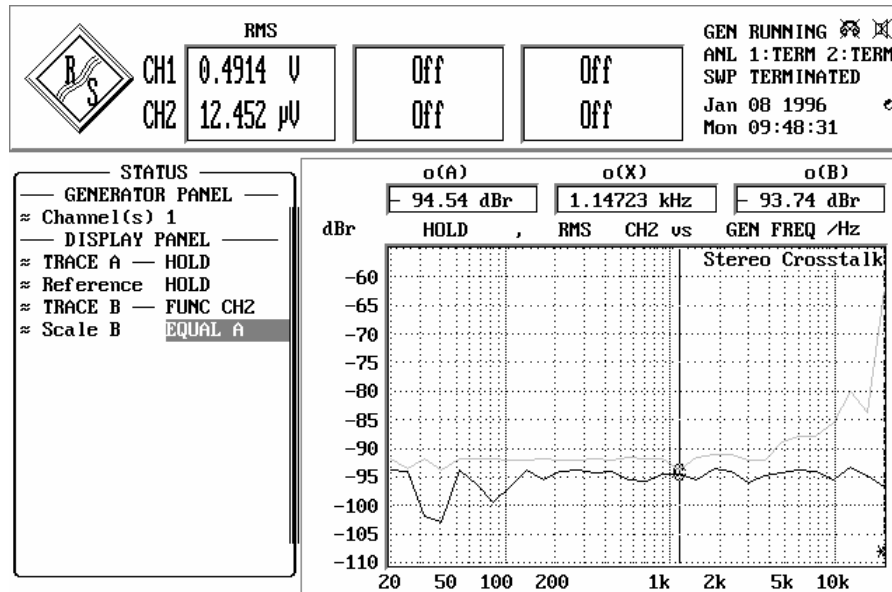 RMS
R S
CH1 0.4914 V Off Off
CH2 12.452 µV Off Off
GEN RUNNING
ANL 1:TERM 2:TERM
SWP TERMINATED
Jan 08 1996
Mon 09:48:31
STATUS
GENERATOR PANEL
≈ Channel(s) 1
DISPLAY PANEL
≈ TRACE A — HOLD
≈ Reference HOLD
≈ TRACE B — FUNC CH2
≈ Scale B EQUAL A
o(A) o(X) o(B)
- 94.54 dBr 1.14723 kHz - 93.74 dBr
dBr HOLD , RMS CH2 vs GEN FREQ /Hz
Stereo Crosstalk
-60
-65
-70
-75
-80
-85
-90
-95
-100
-105
-110
20 50 100 200 1k 2k 5k 10k